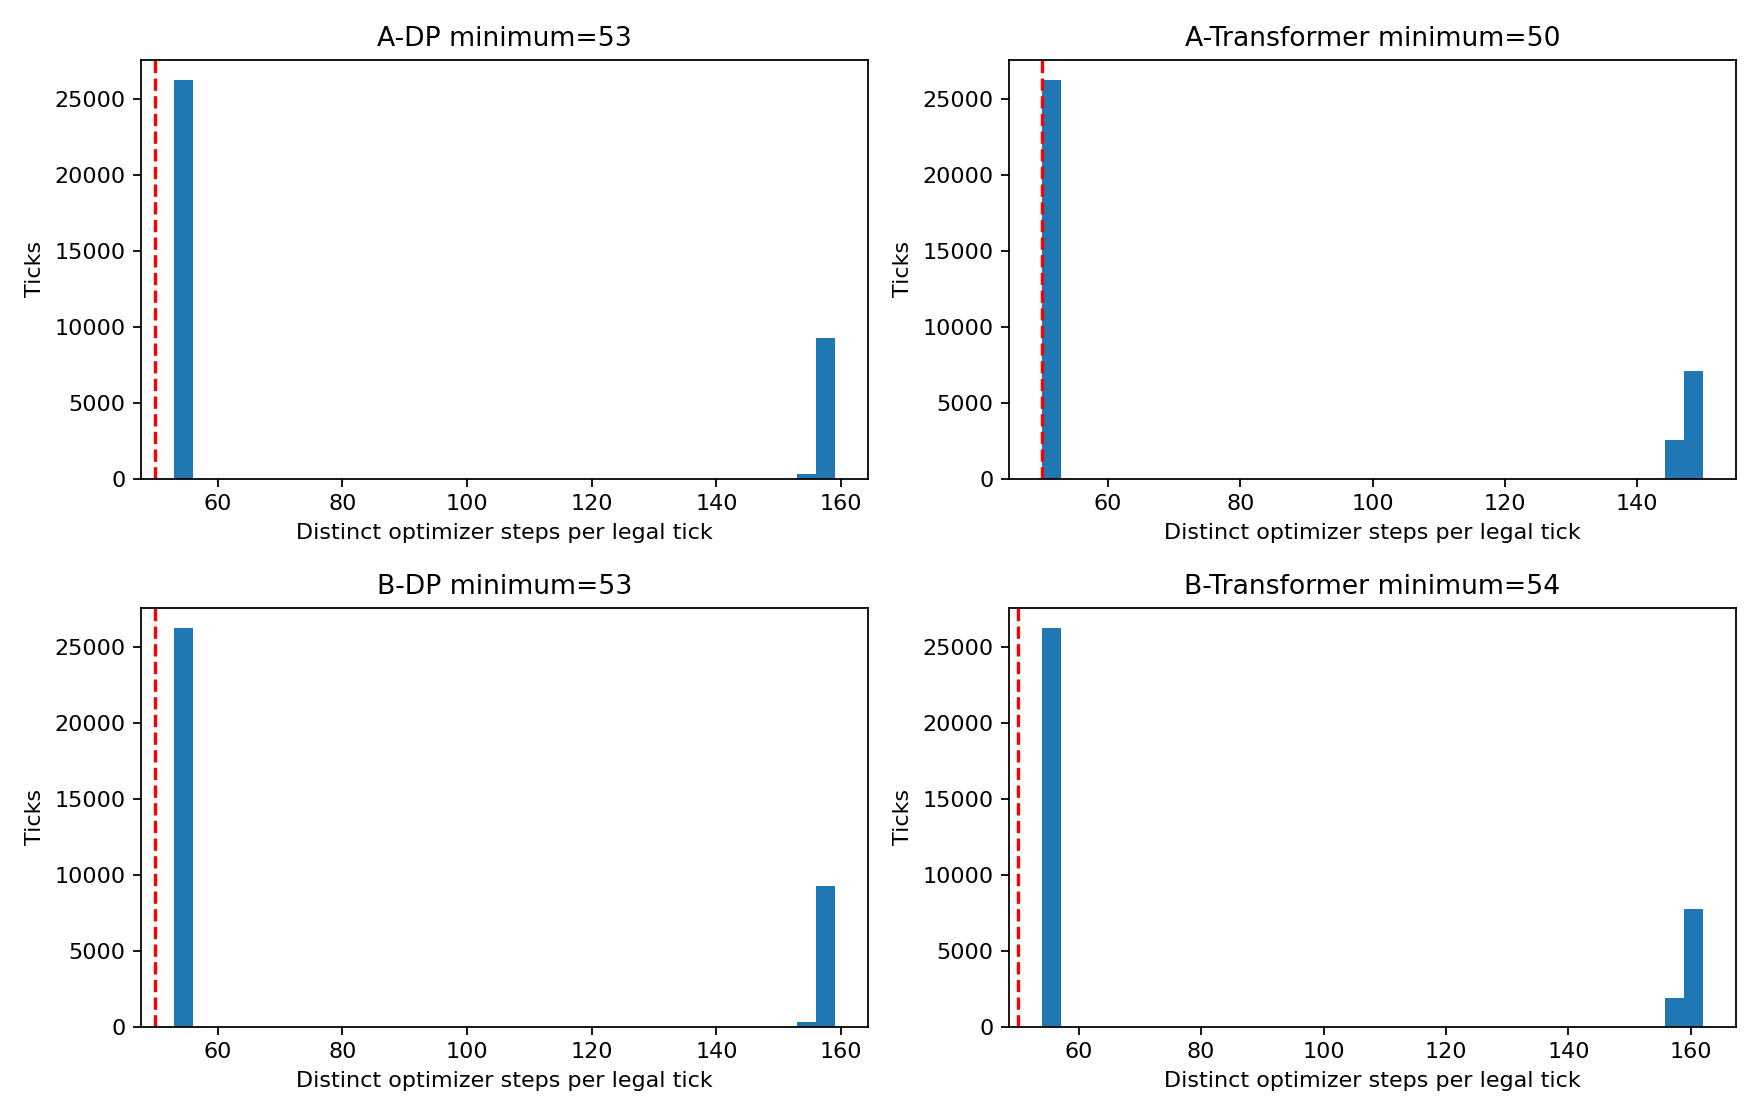 A-DP minimum=53
25000
20000
15000
10000
5000
0
Ticks
60 80 100 120 140 160
Distinct optimizer steps per legal tick
A-Transformer minimum=50
25000
20000
15000
10000
5000
0
Ticks
60 80 100 120 140
Distinct optimizer steps per legal tick
B-DP minimum=53
25000
20000
15000
10000
5000
0
Ticks
60 80 100 120 140 160
Distinct optimizer steps per legal tick
B-Transformer minimum=54
25000
20000
15000
10000
5000
0
Ticks
60 80 100 120 140 160
Distinct optimizer steps per legal tick